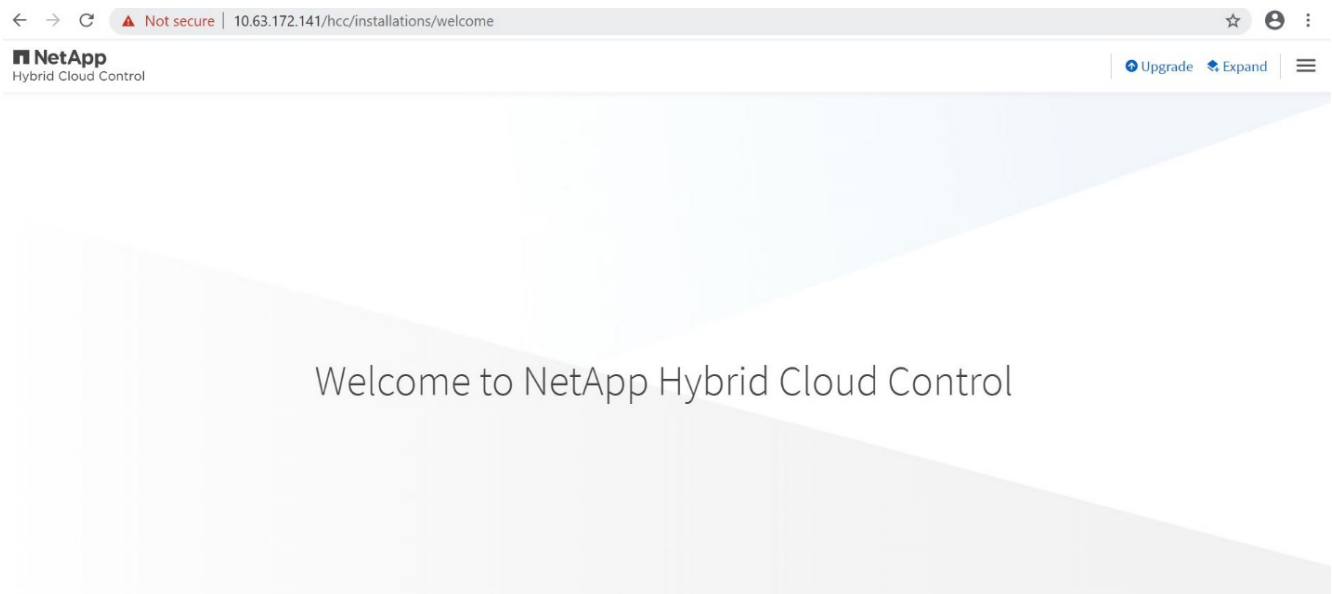 Not secure | 10.63.172.141/hcc/installations/welcome
NetApp
Hybrid Cloud Control
Upgrade Expand
Welcome to NetApp Hybrid Cloud Control